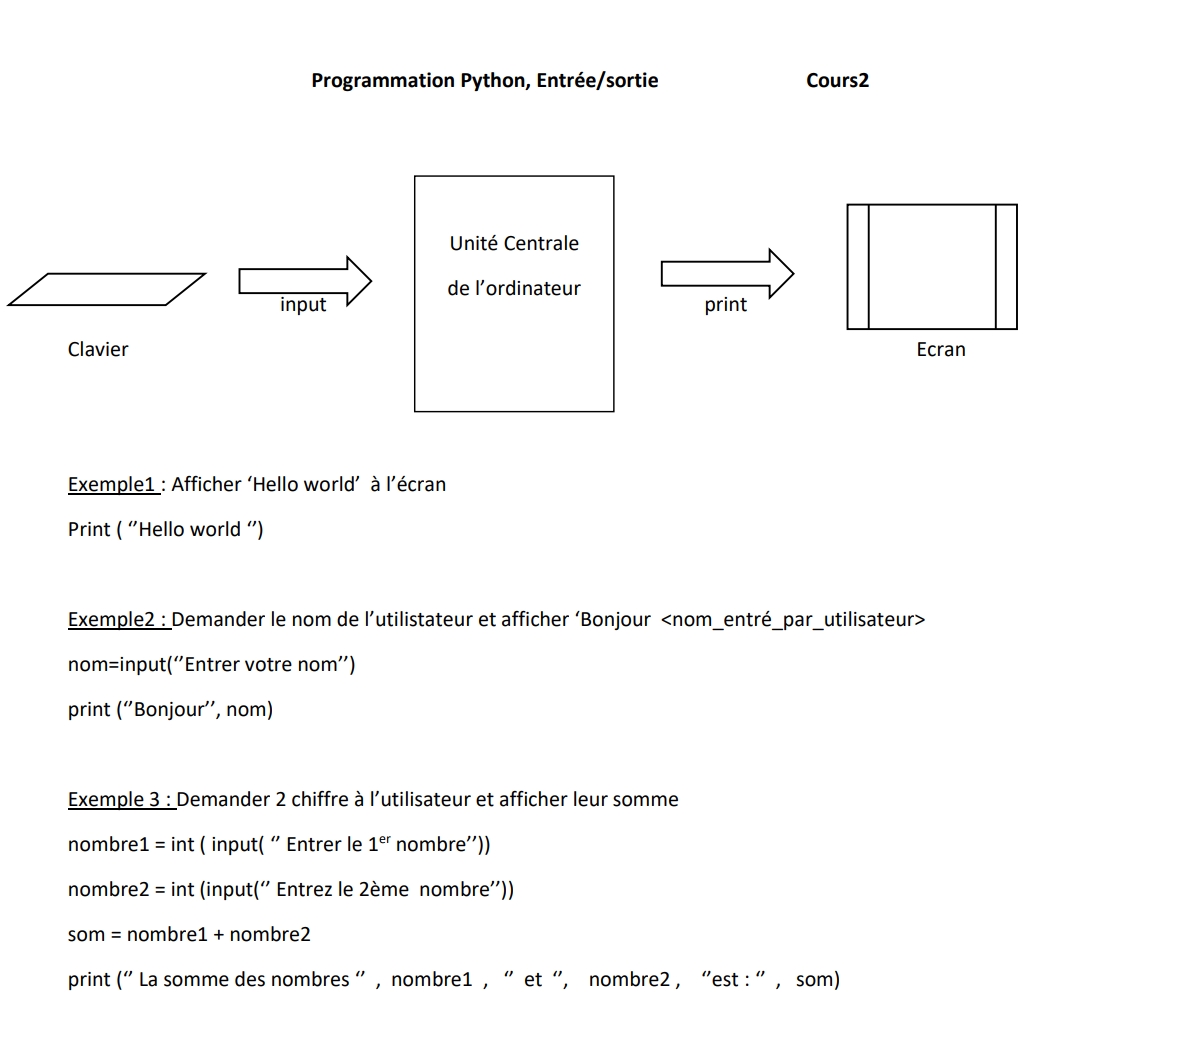 Programmation Python, Entrée/sortie Cours2
Unité Centrale
de l’ordinateur
input
print
Clavier
Ecran
Exemple1 : Afficher ‘Hello world’ à l’écran
Print ( ‘’Hello world ‘’)
Exemple2 : Demander le nom de l’utilistateur et afficher ‘Bonjour <nom_entré_par_utilisateur>
nom=input(‘’Entrer votre nom’’)
print (‘’Bonjour’’, nom)
Exemple 3 : Demander 2 chiffre à l’utilisateur et afficher leur somme
nombre1 = int ( input( ‘’ Entrer le 1er nombre’’))
nombre2 = int (input(‘’ Entrez le 2ème nombre’’))
som = nombre1 + nombre2
print (‘’ La somme des nombres ‘’ , nombre1 , ‘’ et ‘’, nombre2 , ‘’est : ‘’ , som)